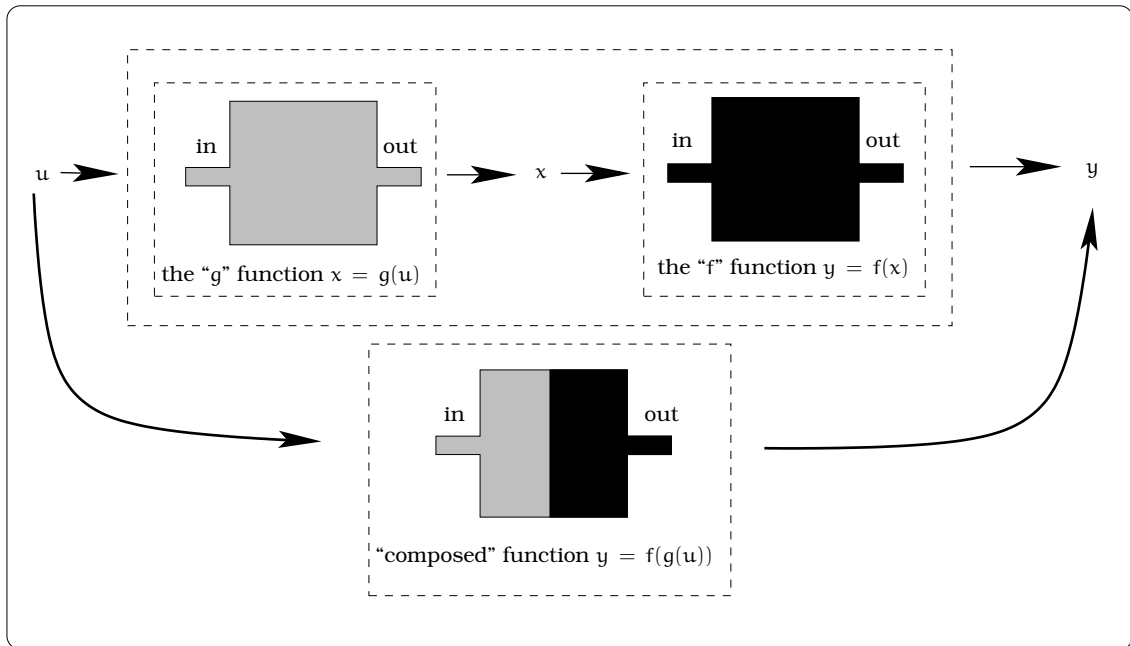 in
out
in
out
u
x
y
the “g” function x = g(u)
the “f” function y = f(x)
in
out
“composed” function y = f(g(u))